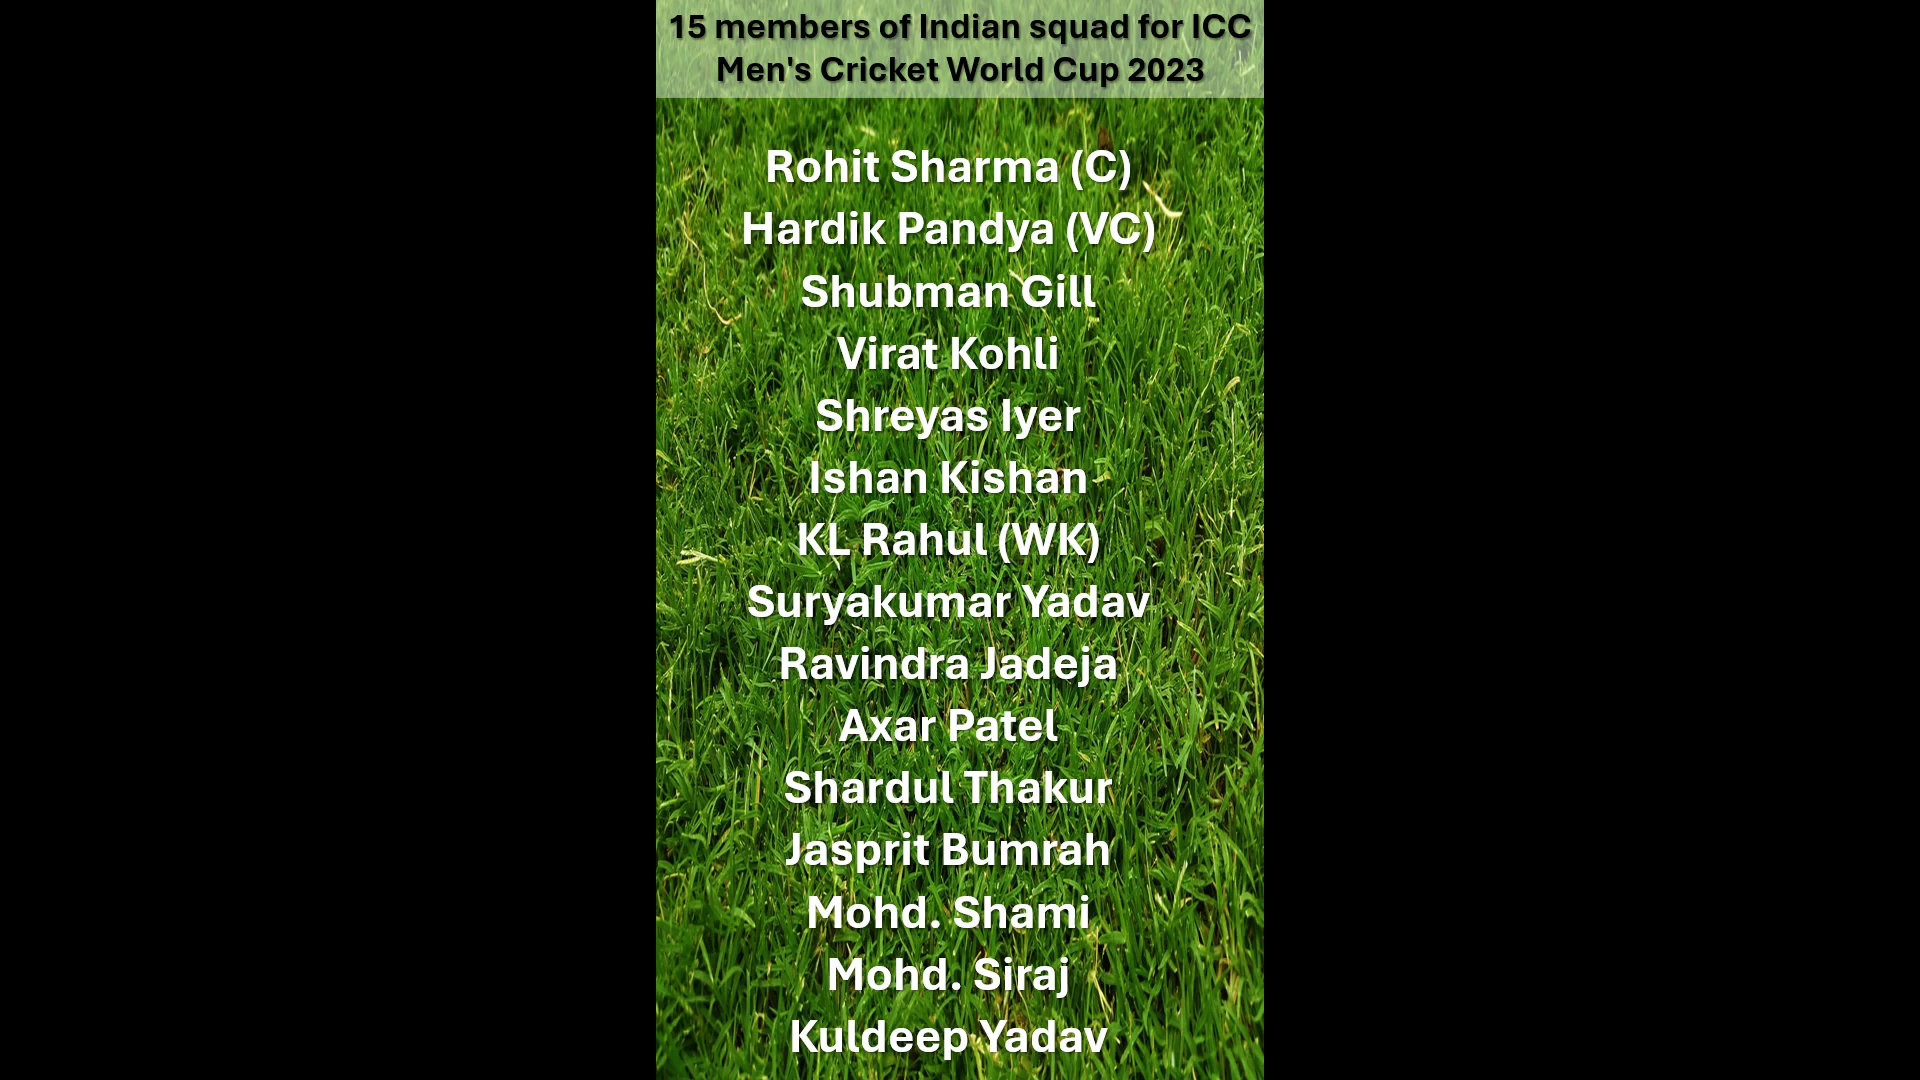 15 members of Indian squad for ICC
Men's Cricket World Cup 2023
Rohit Sharma (C)
Hardik Pandya (VC)
Shubman Gill
Virat Kohli
Shreyas Iyer
Ishan Kishan
KL Rahul (WK)
Suryakumar Yadav
Ravindra Jadeja
Axar Patel
Shardul Thakur
Jasprit Bumrah
Mohd. Shami
Mohd. Siraj
Kuldeep Yadav